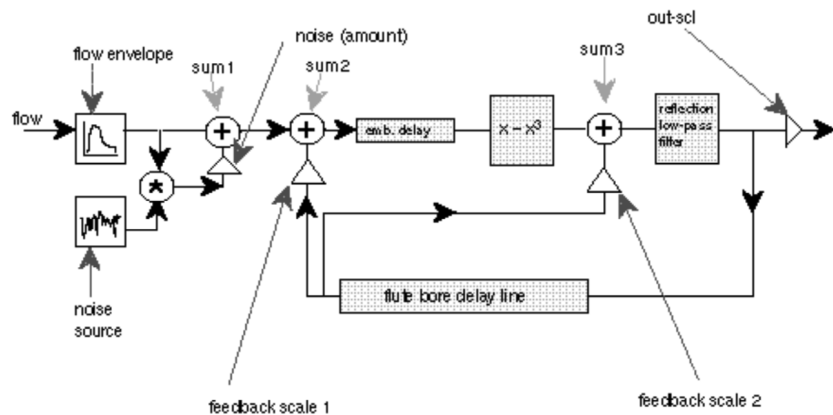 out-scl
noise (amount)
flow envelope
sum1
sum2
sum3
flow
+
+
emb. delay
x - x³
+
reflection
low-pass
filter
*
flute bore delay line
noise
source
feedback scale 1
feedback scale 2